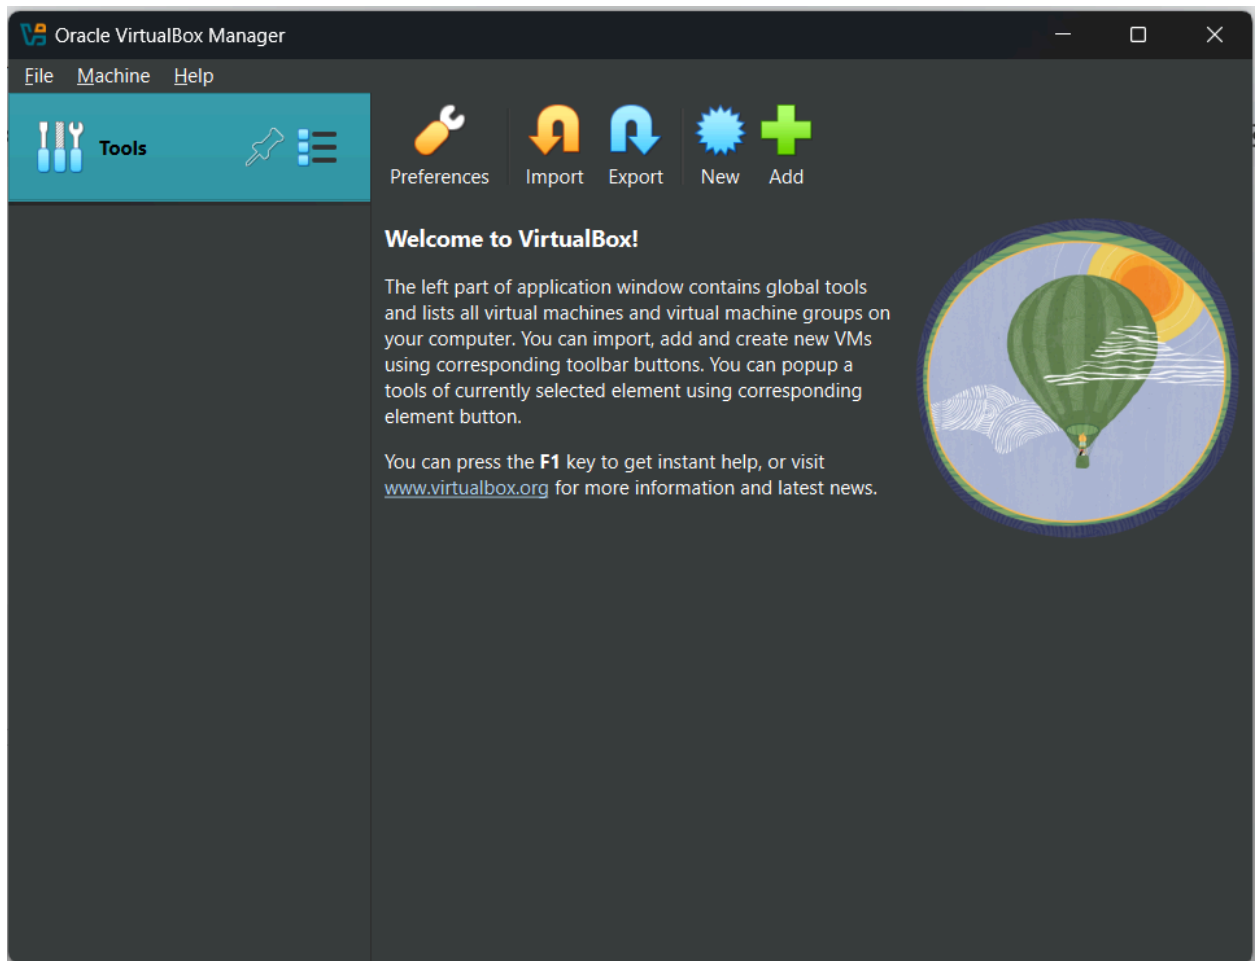 Oracle VirtualBox Manager
File Machine Help
Tools
Preferences Import Export New Add
Welcome to VirtualBox!
The left part of application window contains global tools
and lists all virtual machines and virtual machine groups on
your computer. You can import, add and create new VMs
using corresponding toolbar buttons. You can popup a
tools of currently selected element using corresponding
element button.
You can press the F1 key to get instant help, or visit
www.virtualbox.org for more information and latest news.